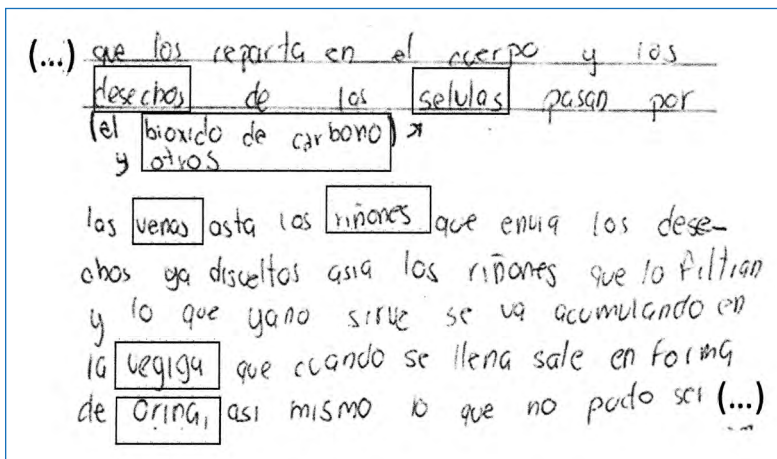 (...) que los reparta en el cuerpo y los
desechos de las selulas pasan por
(el bioxido de carbono)
y otros
las venas asta los riñones que envia los dese-
chos ya disueltos asia los riñones que lo filtran
y lo que yano sirve se va acumulando en
la vegiga que cuando se llena sale en forma
de orina, asi mismo lo que no pudo ser (...)